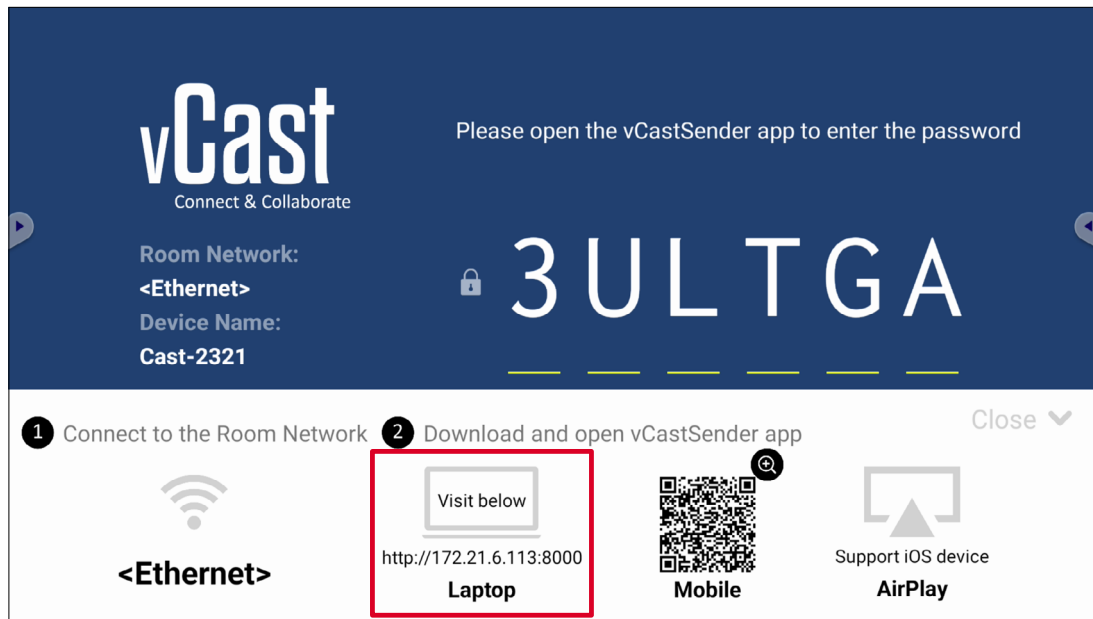 vCast
Connect & Collaborate
Please open the vCastSender app to enter the password
Room Network:
<Ethernet>
Device Name:
Cast-2321
3ULTGA
Close
1 Connect to the Room Network
2 Download and open vCastSender app
<Ethernet>
Visit below
http://172.21.6.113:8000
Laptop
Mobile
Support iOS device
AirPlay